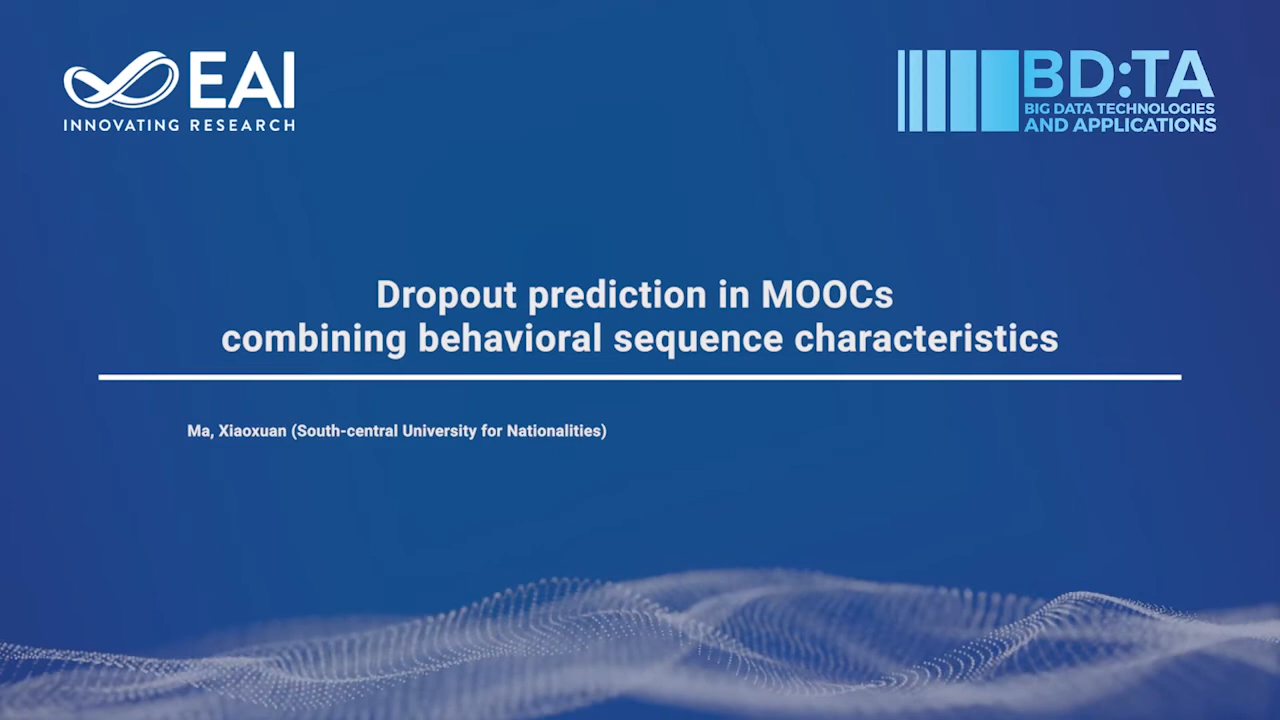 EAI
INNOVATING RESEARCH
BD:TA
BIG DATA TECHNOLOGIES
AND APPLICATIONS
Dropout prediction in MOOCs
combining behavioral sequence characteristics
Ma, Xiaoxuan (South-central University for Nationalities)